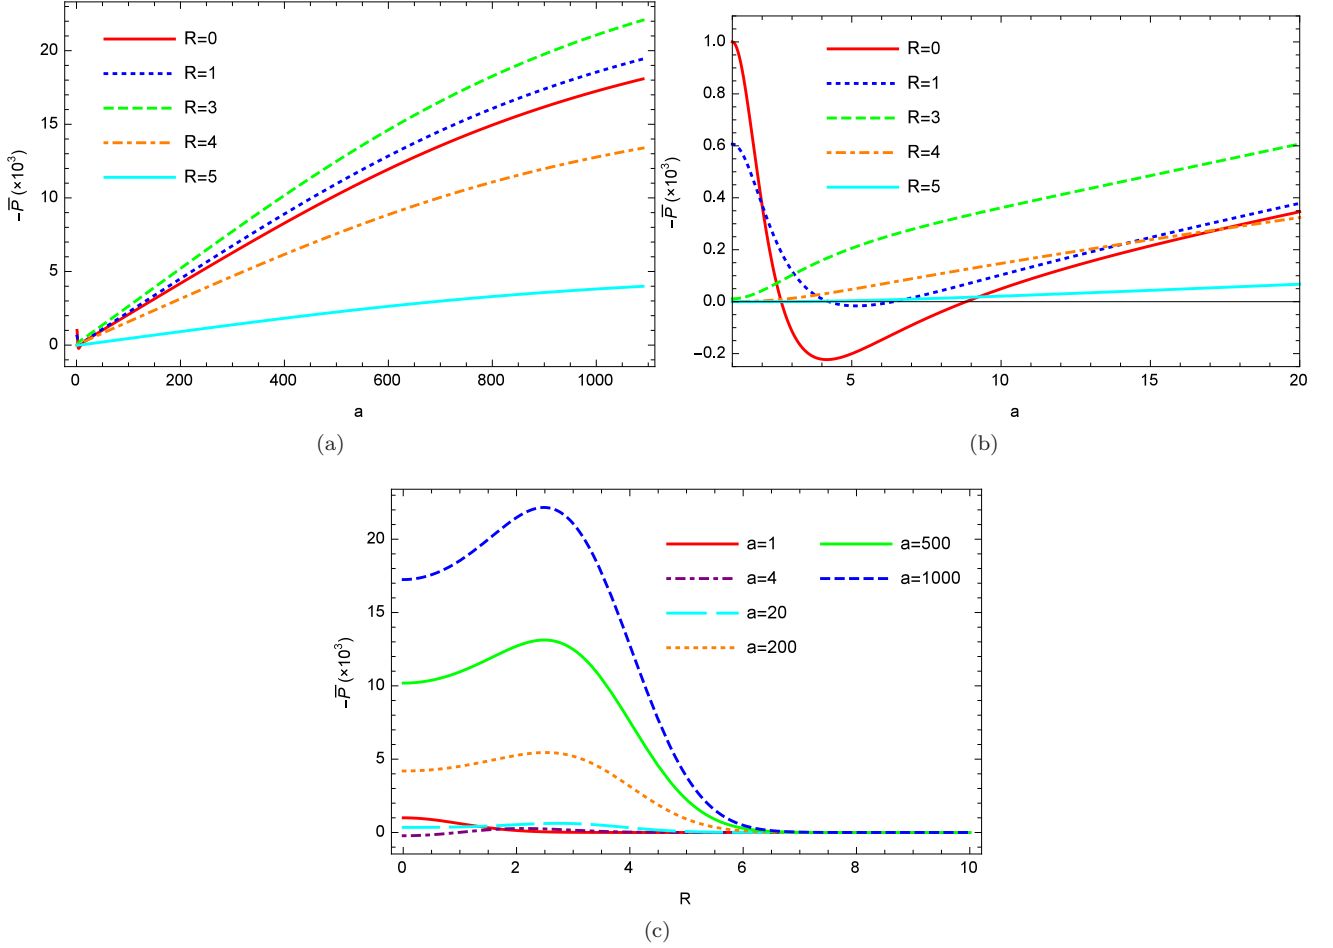 R=0
R=1
R=3
R=4
R=5
20
15
10
5
0
0 200 400 600 800 1000
−P̅ (×10³)
a
(a)
R=0
R=1
R=3
R=4
R=5
1.0
0.8
0.6
0.4
0.2
0.0
−0.2
5 10 15 20
−P̅ (×10³)
a
(b)
a=1 a=500
a=4 a=1000
a=20
a=200
20
15
10
5
0
0 2 4 6 8 10
−P̅ (×10³)
R
(c)